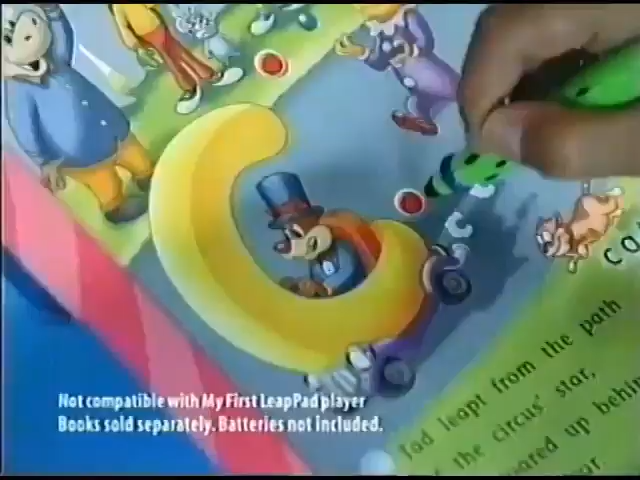 Not compatible with My First LeapPad player
Books sold separately. Batteries not included.
Tad leapt from the path
the circus' star,
up